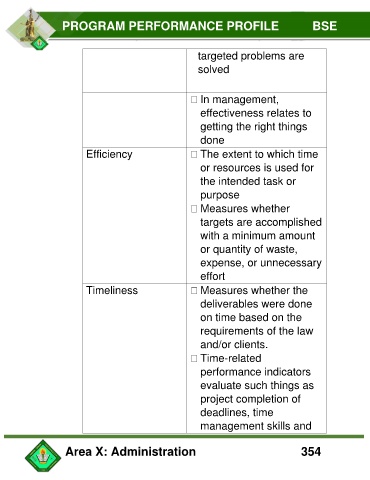 PROGRAM PERFORMANCE PROFILE BSE
targeted problems are
solved
□ In management,
effectiveness relates to
getting the right things
done
Efficiency □ The extent to which time
or resources is used for
the intended task or
purpose
□ Measures whether
targets are accomplished
with a minimum amount
or quantity of waste,
expense, or unnecessary
effort
Timeliness □ Measures whether the
deliverables were done
on time based on the
requirements of the law
and/or clients.
□ Time-related
performance indicators
evaluate such things as
project completion of
deadlines, time
management skills and
Area X: Administration 354